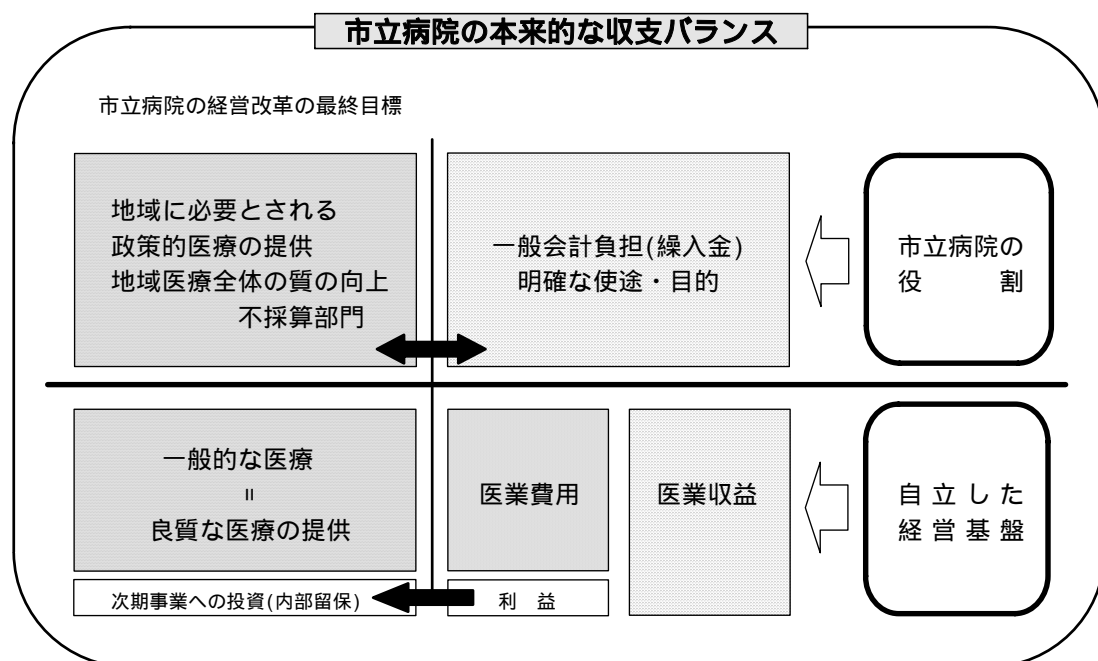 市立病院の本来的な収支バランス
市立病院の経営改革の最終目標
地域に必要とされる
政策的医療の提供
地域医療全体の質の向上
不採算部門
一般会計負担(繰入金)
明確な使途・目的
市立病院の
役　　割
一般的な医療
=
良質な医療の提供
医業費用
医業収益
自立した
経営基盤
次期事業への投資(内部留保)
利　益